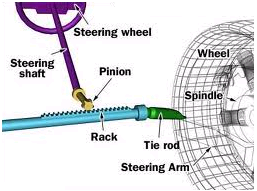 Steering wheel
Steering
shaft
Pinion
Wheel
Spindle
Rack
Tie rod
Steering Arm